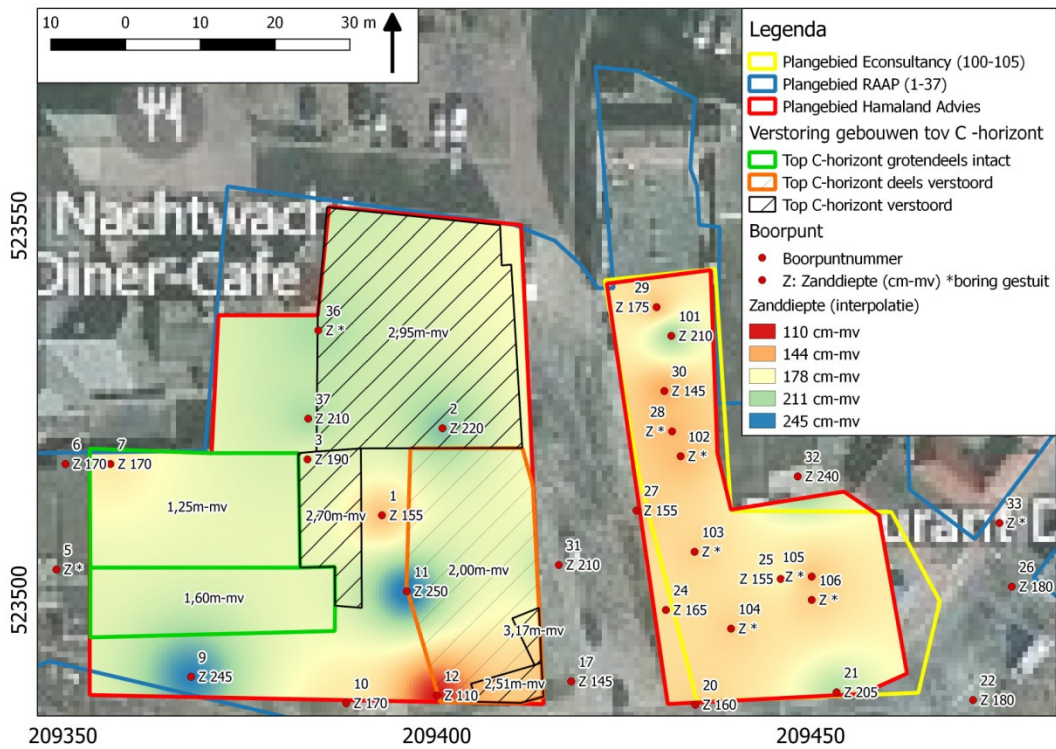 10 0 10 20 30 m
Legenda
Plangebied Econsultancy (100-105)
Plangebied RAAP (1-37)
Plangebied Hamaland Advies
Verstoring gebouwen tov C -horizont
Top C-horizont grotendeels intact
Top C-horizont deels verstoord
Top C-horizont verstoord
Boorpunt
Boorpuntnummer
Z: Zanddiepte (cm-mv) *boring gestuit
Zanddiepte (interpolatie)
110 cm-mv
144 cm-mv
178 cm-mv
211 cm-mv
245 cm-mv
Nachtwacht
Diner-Cafe
523550
523500
29
Z 175
101
Z 210
36
Z *
2,95m-mv
30
Z 145
28
Z *
102
Z *
37
Z 210
2
Z 220
3
Z 190
6
Z 170
7
Z 170
32
Z 240
1,25m-mv
2,70m-mv
1
Z 155
27
Z 155
33
Z *
5
Z *
31
Z 210
103
Z *
25
Z 155
105
Z *
106
Z *
26
Z 180
1,60m-mv
11
Z 250
2,00m-mv
24
Z 165
104
Z *
3,17m-mv
9
Z 245
12
Z 110
2,51m-mv
17
Z 145
10
Z 170
20
Z 160
21
Z 205
22
Z 180
209350 209400 209450